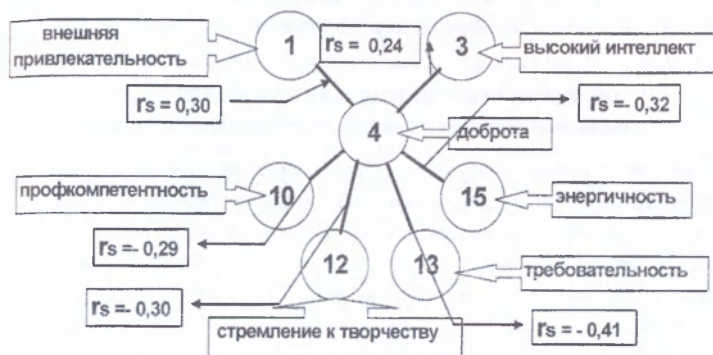 внешняя
привлекательность
1
rs = 0,24
3
высокий интеллект
rs = 0,30
rs =- 0,32
4
доброта
профкомпетентность
10
15
энергичность
rs =- 0,29
12
13
требовательность
rs =- 0,30
rs =- 0,41
стремление к творчеству